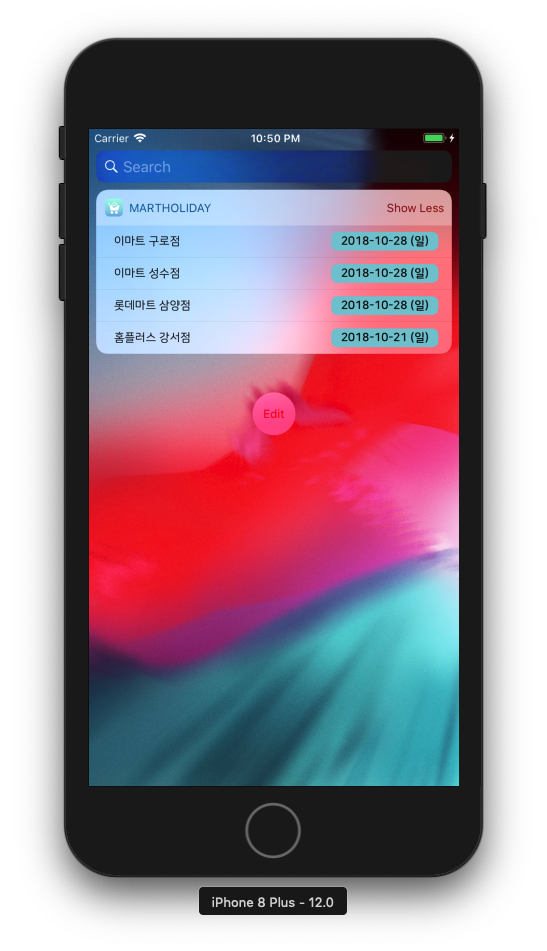 Carrier 10:50 PM
Search
MARTHOLIDAY Show Less
이마트 구로점 2018-10-28 (일)
이마트 성수점 2018-10-28 (일)
롯데마트 삼양점 2018-10-28 (일)
홈플러스 강서점 2018-10-21 (일)
Edit
iPhone 8 Plus - 12.0